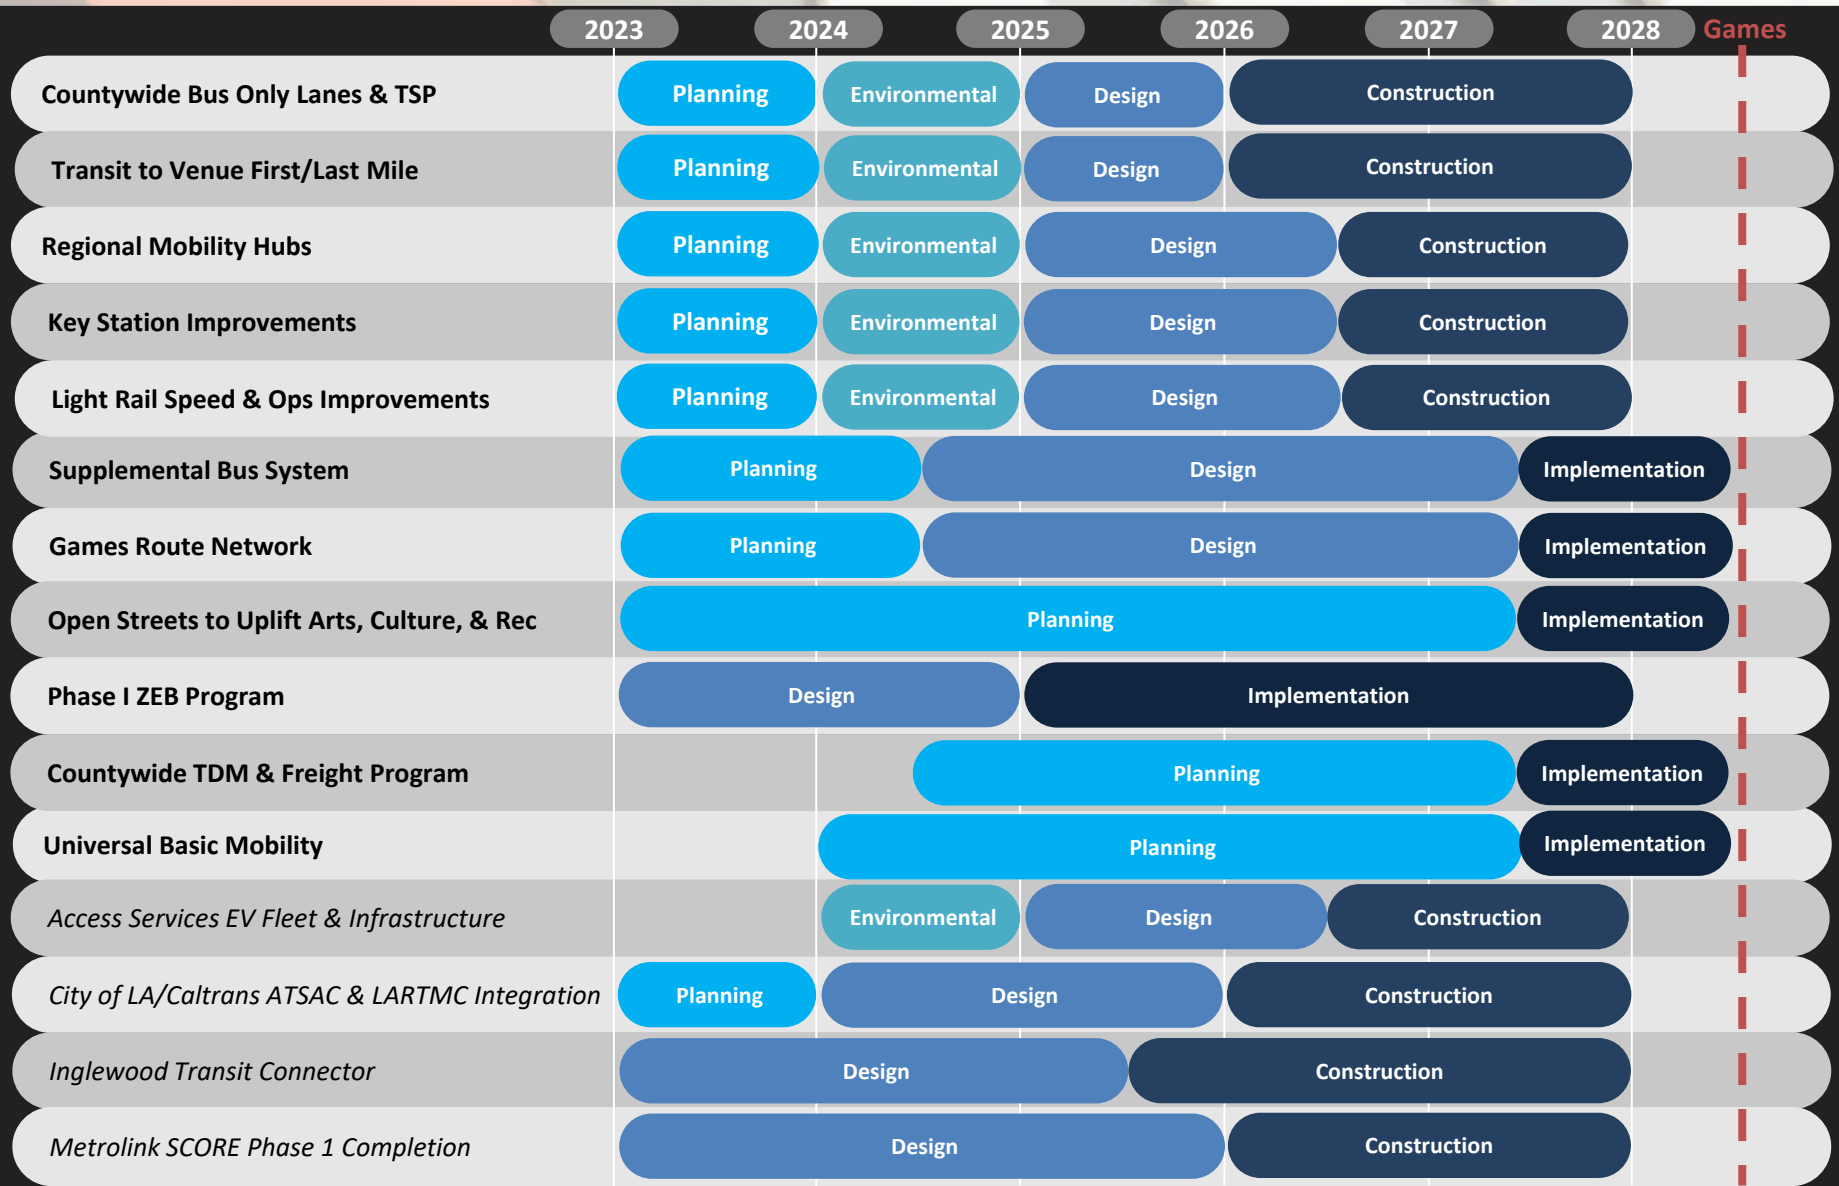 2023 2024 2025 2026 2027 2028 Games
Countywide Bus Only Lanes & TSP Planning Environmental Design Construction
Transit to Venue First/Last Mile Planning Environmental Design Construction
Regional Mobility Hubs Planning Environmental Design Construction
Key Station Improvements Planning Environmental Design Construction
Light Rail Speed & Ops Improvements Planning Environmental Design Construction
Supplemental Bus System Planning Design Implementation
Games Route Network Planning Design Implementation
Open Streets to Uplift Arts, Culture, & Rec Planning Implementation
Phase I ZEB Program Design Implementation
Countywide TDM & Freight Program Planning Implementation
Universal Basic Mobility Planning Implementation
Access Services EV Fleet & Infrastructure Environmental Design Construction
City of LA/Caltrans ATSAC & LARTMC Integration Planning Design Construction
Inglewood Transit Connector Design Construction
Metrolink SCORE Phase 1 Completion Design Construction